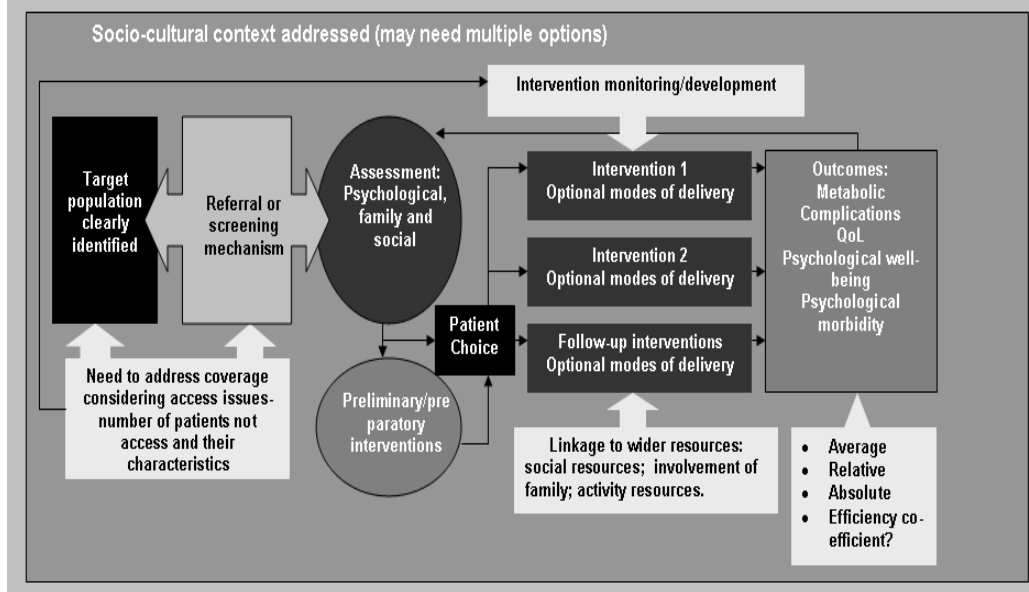 Socio-cultural context addressed (may need multiple options)
Intervention monitoring/development
Target
population
clearly
identified
Referral or
screening
mechanism
Assessment:
Psychological,
family and
social
Intervention 1
Optional modes of delivery
Intervention 2
Optional modes of delivery
Follow-up interventions
Optional modes of delivery
Outcomes:
Metabolic
Complications
QoL
Psychological well-
being
Psychological
morbidity
Patient
Choice
Preliminary/pre
paratory
interventions
Need to address coverage
considering access issues-
number of patients not
access and their
characteristics
Linkage to wider resources:
social resources; involvement of
family; activity resources.
• Average
• Relative
• Absolute
• Efficiency co-
efficient?